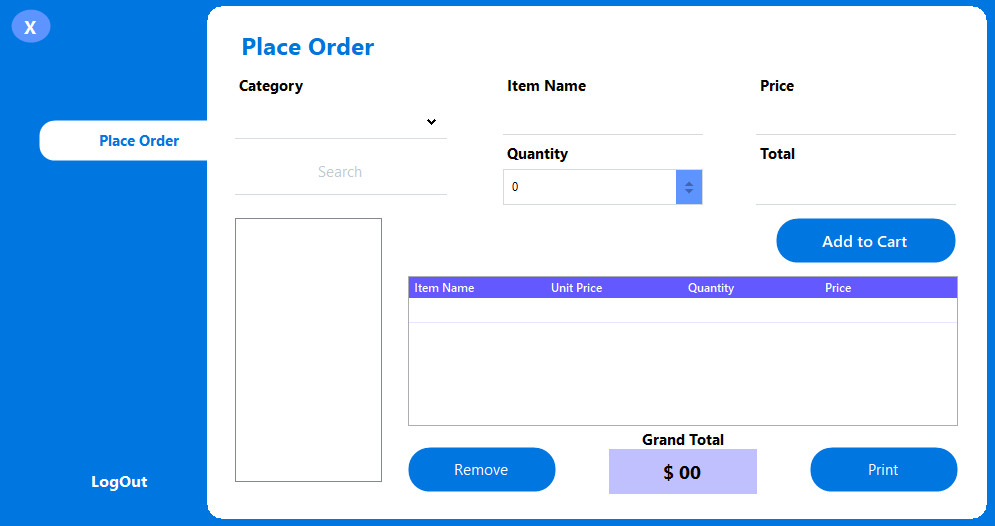 X
Place Order
Category
Item Name
Price
Place Order
Search
Quantity
0
Total
Add to Cart
Item Name Unit Price Quantity Price
Grand Total
Remove
$ 00
Print
LogOut